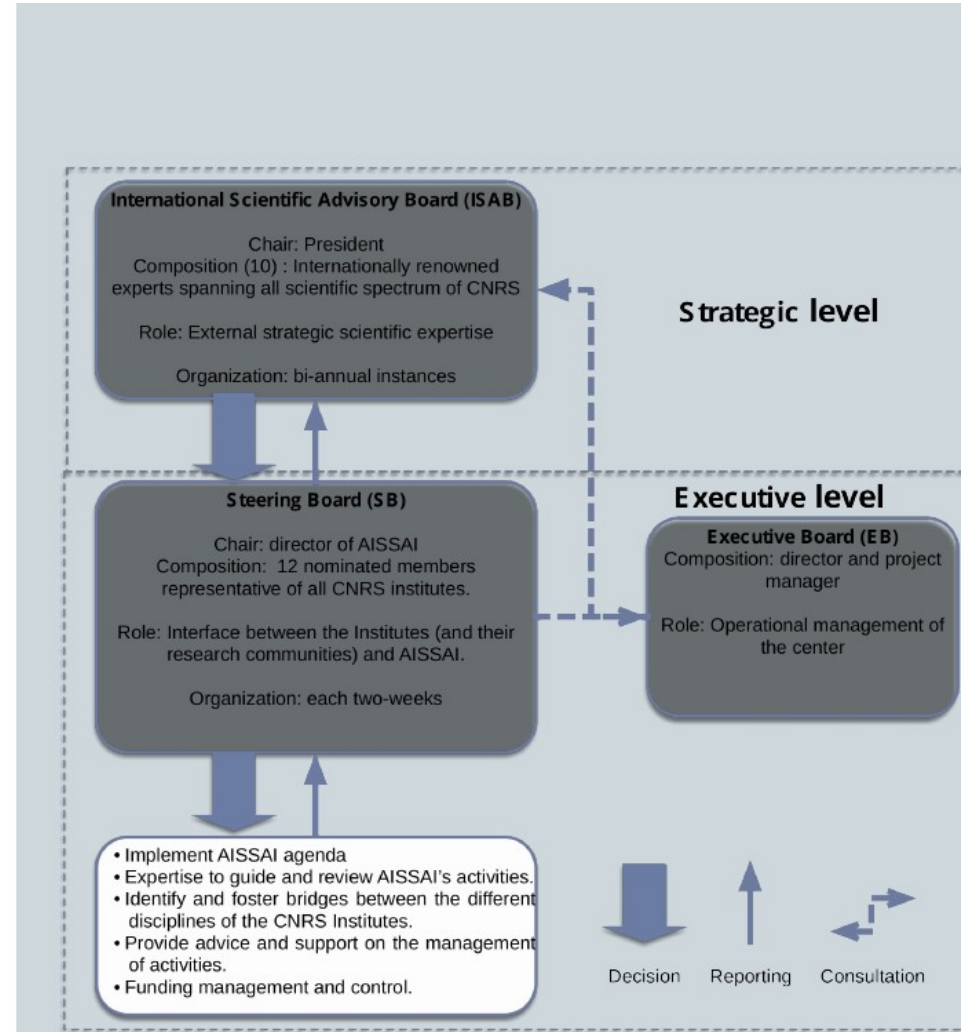 International Scientific Advisory Board (ISAB)
Chair: President
Composition (10) : Internationally renowned
experts spanning all scientific spectrum of CNRS
Role: External strategic scientific expertise
Organization: bi-annual instances
Strategic level
Steering Board (SB)
Chair: director of AISSAI
Composition: 12 nominated members
representative of all CNRS institutes.
Role: Interface between the Institutes (and their
research communities) and AISSAI.
Organization: each two-weeks
Executive level
Executive Board (EB)
Composition: director and project
manager
Role: Operational management of
the center
• Implement AISSAI agenda
• Expertise to guide and review AISSAI's activities.
• Identify and foster bridges between the different
disciplines of the CNRS Institutes.
• Provide advice and support on the management
of activities.
• Funding management and control.
Decision
Reporting
Consultation